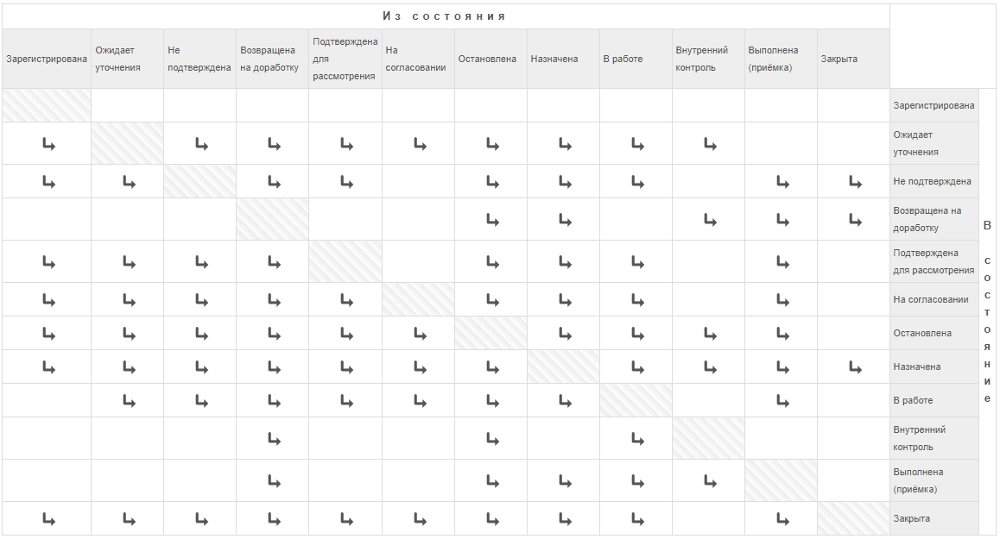 Из состояния
Зарегистрирована
Ожидает
уточнения
Не
подтверждена
Возвращена
на доработку
Подтверждена
для
рассмотрения
На
согласовании
Остановлена
Назначена
В работе
Внутренний
контроль
Выполнена
(приёмка)
Закрыта
Зарегистрирована
Ожидает
уточнения
Не подтверждена
Возвращена на
доработку
Подтверждена
для рассмотрения
На согласовании
Остановлена
Назначена
В работе
Внутренний
контроль
Выполнена
(приёмка)
Закрыта
В состояние